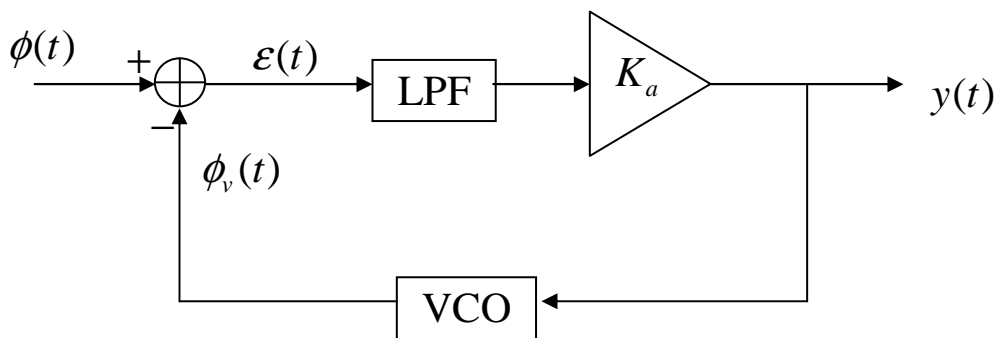 ϕ(t)
+
ε(t)
LPF
K_a
y(t)
−
ϕ_v(t)
VCO